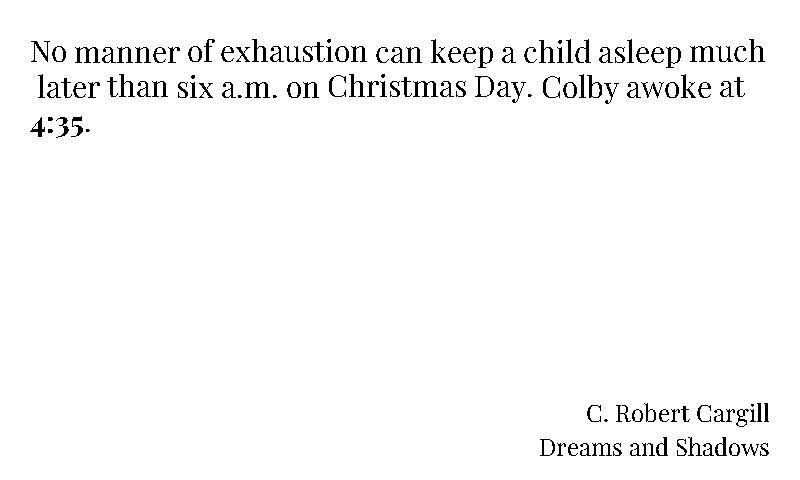 No manner of exhaustion can keep a child asleep much
later than six a.m. on Christmas Day. Colby awoke at
4:35.
C. Robert Cargill
Dreams and Shadows